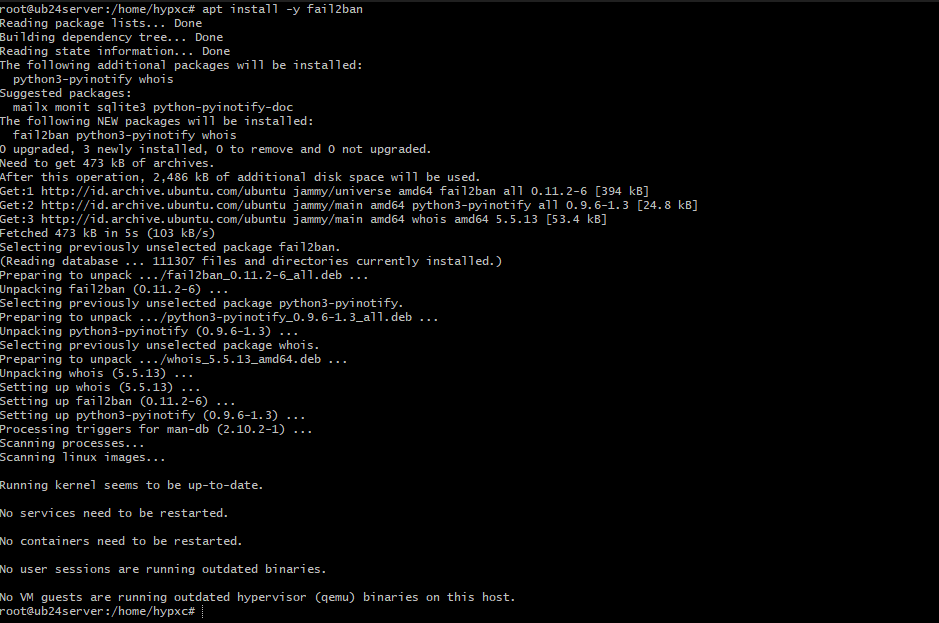 root@ub24server:/home/hypxc# apt install -y fail2ban
Reading package lists... Done
Building dependency tree... Done
Reading state information... Done
The following additional packages will be installed:
  python3-pyinotify whois
Suggested packages:
  mailx monit sqlite3 python-pyinotify-doc
The following NEW packages will be installed:
  fail2ban python3-pyinotify whois
0 upgraded, 3 newly installed, 0 to remove and 0 not upgraded.
Need to get 473 kB of archives.
After this operation, 2,486 kB of additional disk space will be used.
Get:1 http://id.archive.ubuntu.com/ubuntu jammy/universe amd64 fail2ban all 0.11.2-6 [394 kB]
Get:2 http://id.archive.ubuntu.com/ubuntu jammy/main amd64 python3-pyinotify all 0.9.6-1.3 [24.8 kB]
Get:3 http://id.archive.ubuntu.com/ubuntu jammy/main amd64 whois amd64 5.5.13 [53.4 kB]
Fetched 473 kB in 5s (103 kB/s)
Selecting previously unselected package fail2ban.
(Reading database ... 111307 files and directories currently installed.)
Preparing to unpack .../fail2ban_0.11.2-6_all.deb ...
Unpacking fail2ban (0.11.2-6) ...
Selecting previously unselected package python3-pyinotify.
Preparing to unpack .../python3-pyinotify_0.9.6-1.3_all.deb ...
Unpacking python3-pyinotify (0.9.6-1.3) ...
Selecting previously unselected package whois.
Preparing to unpack .../whois_5.5.13_amd64.deb ...
Unpacking whois (5.5.13) ...
Setting up whois (5.5.13) ...
Setting up fail2ban (0.11.2-6) ...
Setting up python3-pyinotify (0.9.6-1.3) ...
Processing triggers for man-db (2.10.2-1) ...
Scanning processes...
Scanning linux images...

Running kernel seems to be up-to-date.

No services need to be restarted.

No containers need to be restarted.

No user sessions are running outdated binaries.

No VM guests are running outdated hypervisor (qemu) binaries on this host.
root@ub24server:/home/hypxc#